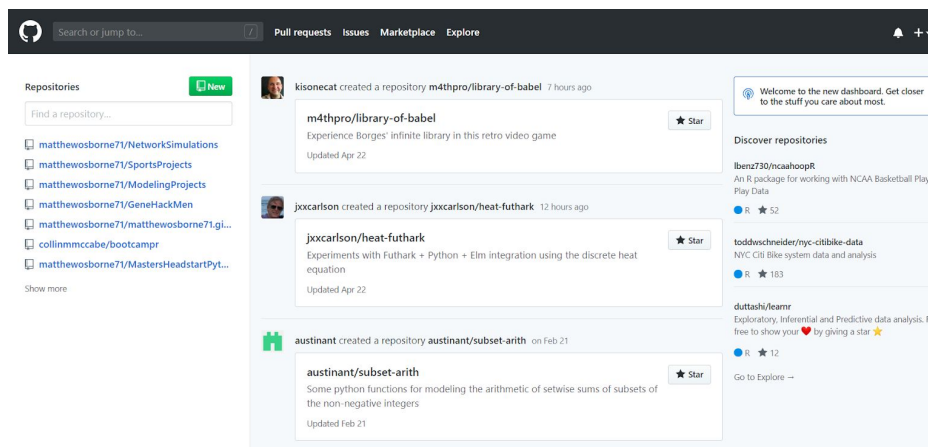 Search or jump to...
/
Pull requests Issues Marketplace Explore
Repositories
New
Find a repository...
matthewosborne71/NetworkSimulations
matthewosborne71/SportsProjects
matthewosborne71/ModelingProjects
matthewosborne71/GeneHackMen
matthewosborne71/matthewosborne71.gi...
collinmmccabe/bootcampr
matthewosborne71/MastersHeadstartPyt...
Show more
kisonecat created a repository m4thpro/library-of-babel 7 hours ago
m4thpro/library-of-babel
Star
Experience Borges' infinite library in this retro video game
Updated Apr 22
jxxcarlson created a repository jxxcarlson/heat-futhark 12 hours ago
jxxcarlson/heat-futhark
Star
Experiments with Futhark + Python + Elm integration using the discrete heat
equation
Updated Apr 22
austinant created a repository austinant/subset-arith on Feb 21
austinant/subset-arith
Star
Some python functions for modeling the arithmetic of setwise sums of subsets of
the non-negative integers
Updated Feb 21
Welcome to the new dashboard. Get closer
to the stuff you care about most.
Discover repositories
lbenz730/ncaahoopR
An R package for working with NCAA Basketball Play
Play Data
R ★ 52
toddwschneider/nyc-citibike-data
NYC Citi Bike system data and analysis
R ★ 183
duttashi/learnr
Exploratory, Inferential and Predictive data analysis.
free to show your ❤️ by giving a star ⭐
R ★ 12
Go to Explore →